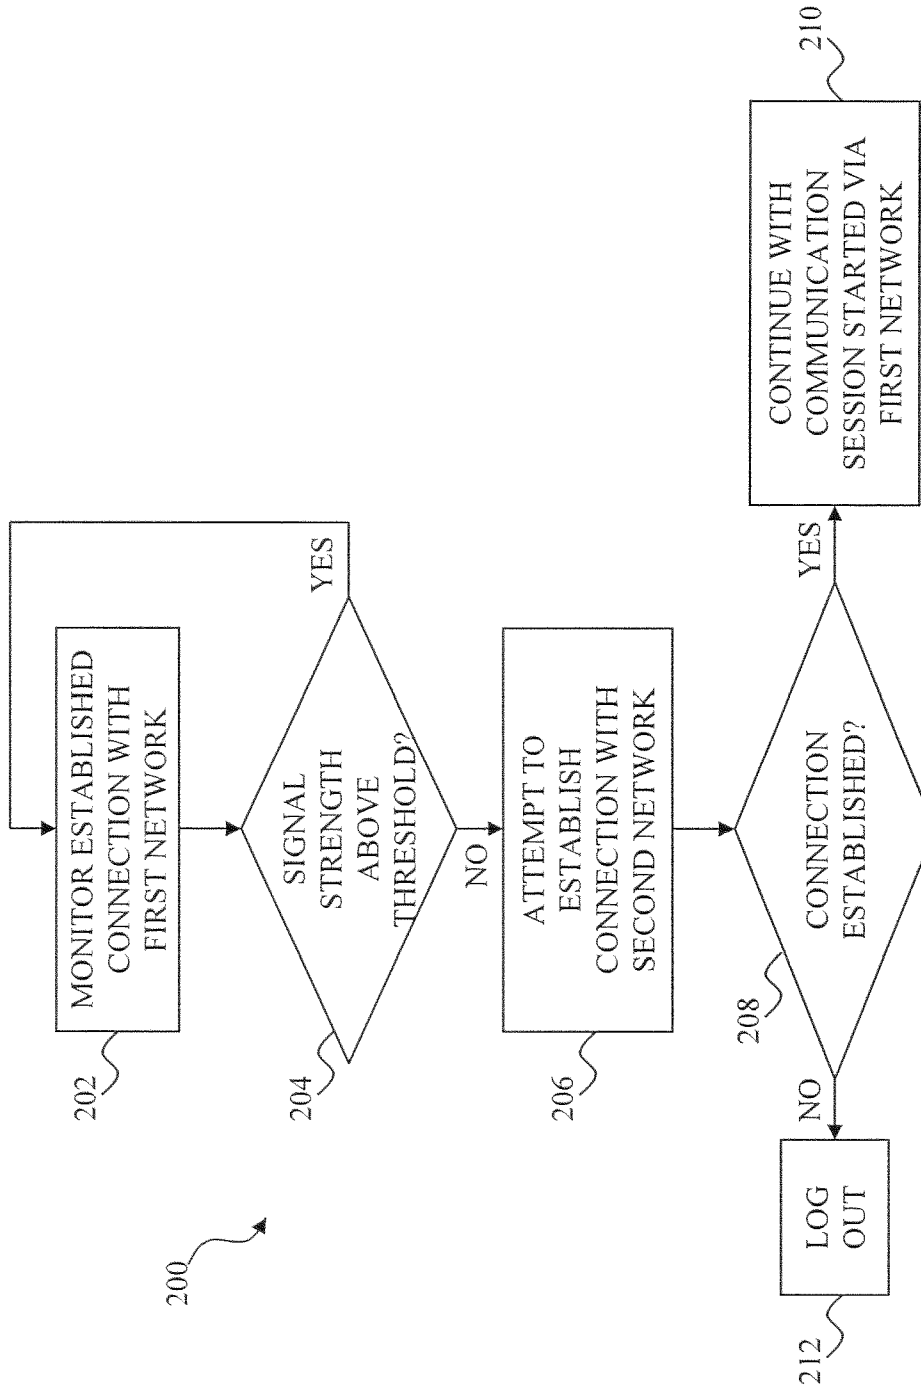 200
202
MONITOR ESTABLISHED
CONNECTION WITH
FIRST NETWORK
204
SIGNAL
STRENGTH
ABOVE
THRESHOLD?
YES
NO
206
ATTEMPT TO
ESTABLISH
CONNECTION WITH
SECOND NETWORK
208
CONNECTION
ESTABLISHED?
NO
YES
212
LOG
OUT
210
CONTINUE WITH
COMMUNICATION
SESSION STARTED VIA
FIRST NETWORK